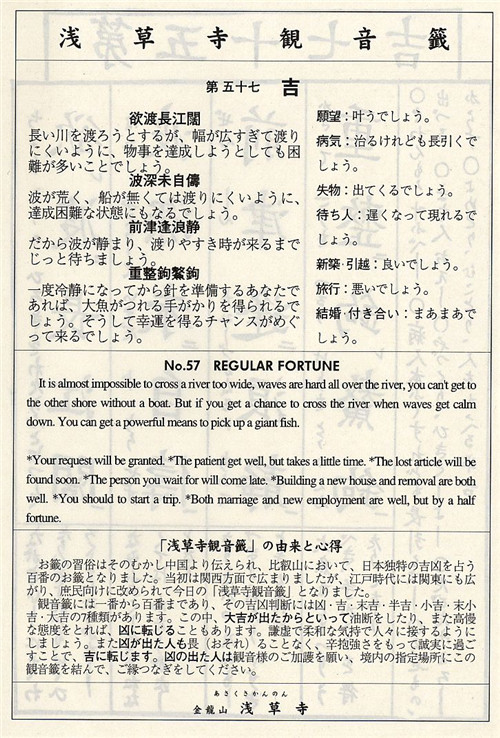 浅草寺観音籤
第五十七 吉
欲渡長江闊
長い川を渡ろうとするが、幅が広すぎて渡り
にくいように、物事を達成しようとしても困
難が多いことでしょう。
波深未自儔
波が荒く、船が無くては渡りにくいように、
達成困難な状態にもなるでしょう。
前津逢浪静
だから波が静まり、渡りやすき時が来るまで
じっと待ちましょう。
重整鉤鰲鉤
一度冷静になってから針を準備するあなたで
あれば、大魚がつれる手がかりを得られるで
しょう。そうして幸運を得るチャンスがめぐ
って来るでしょう。
願望：叶うでしょう。
病気：治るけれども長引くで
しょう。
失物：出てくるでしょう。
待ち人：遅くなって現れるで
しょう。
新築·引越：良いでしょう。
旅行：悪いでしょう。
結婚·付き合い：まあまあで
しょう。
No.57 REGULAR FORTUNE
It is almost impossible to cross a river too wide, waves are hard all over the river, you can't get to
the other shore without a boat. But if you get a chance to cross the river when waves get calm
down. You can get a powerful means to pick up a giant fish.
*Your request will be granted. *The patient get well, but takes a little time. *The lost article will be
found soon. *The person you wait for will come late. *Building a new house and removal are both
well. *You should to start a trip. *Both marriage and new employment are well, but by a half
fortune.
「浅草寺観音籤」の由来と心得
お籤の習俗はそのむかし中国より伝えられ、比叡山において、日本独特の吉凶を占う
百番のお籤となりました。当初は関西方面で広まりましたが、江戸時代には関東にも広
がり、庶民向けに改められて今日の「浅草寺観音籤」となりました。
観音籤には一番から百番まであり、その吉凶判断には凶·吉·末吉·半吉·小吉·末小
吉·大吉の7種類があります。この中、大吉が出たからといって油断をしたり、また高慢
な態度をとれば、凶に転じることもあります。謙虚で柔和な気持で人々に接するように
しましょう。また凶が出た人も畏（おそれ）ることなく、辛抱強さをもって誠実に過ご
すことで、吉に転じます。凶の出た人は観音様のご加護を願い、境内の指定場所にこの
観音籤を結んで、ご縁つなぎをしてください。
あさくさかんのん
金龍山 浅草寺